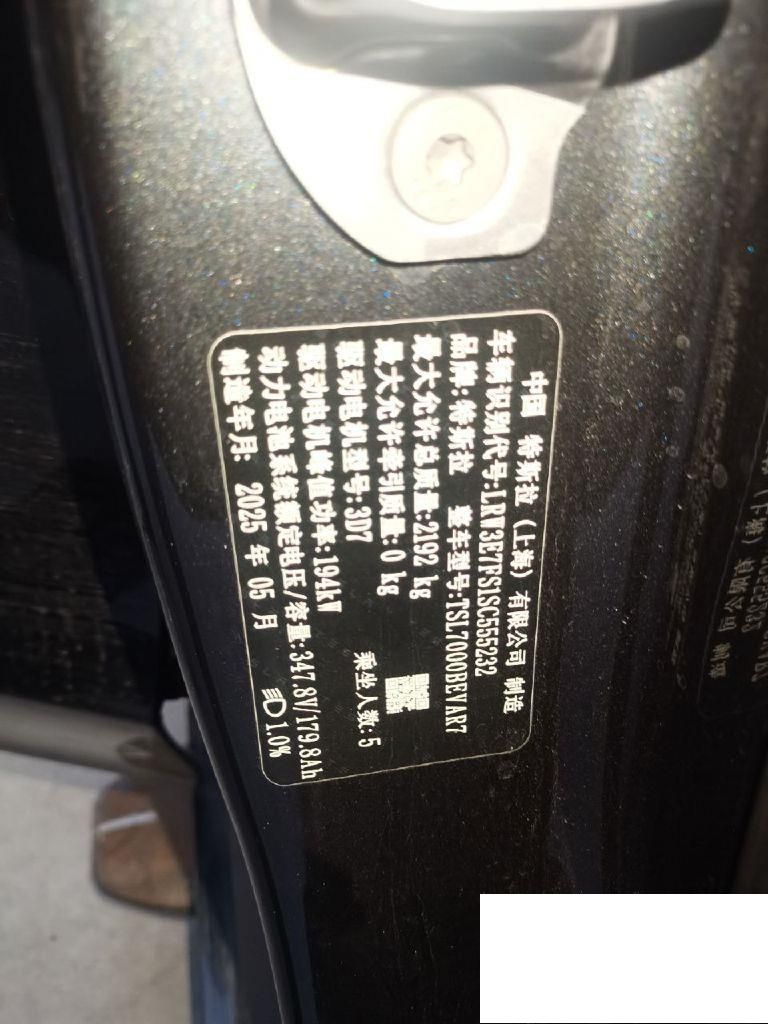 中国 特斯拉（上海）有限公司 制造
车辆识别代号:LRW3E7FS1SC555232
品牌:特斯拉 整车型号:TSL7000BEVAR7
最大允许总质量:2192 kg
最大允许牵引质量:0 kg
驱动电机型号:3D7 乘坐人数:5
驱动电机峰值功率:194kW
动力电池系统额定电压/容量:347.8V/179.8Ah
制造年月: 2025 年 05 月 1.0%